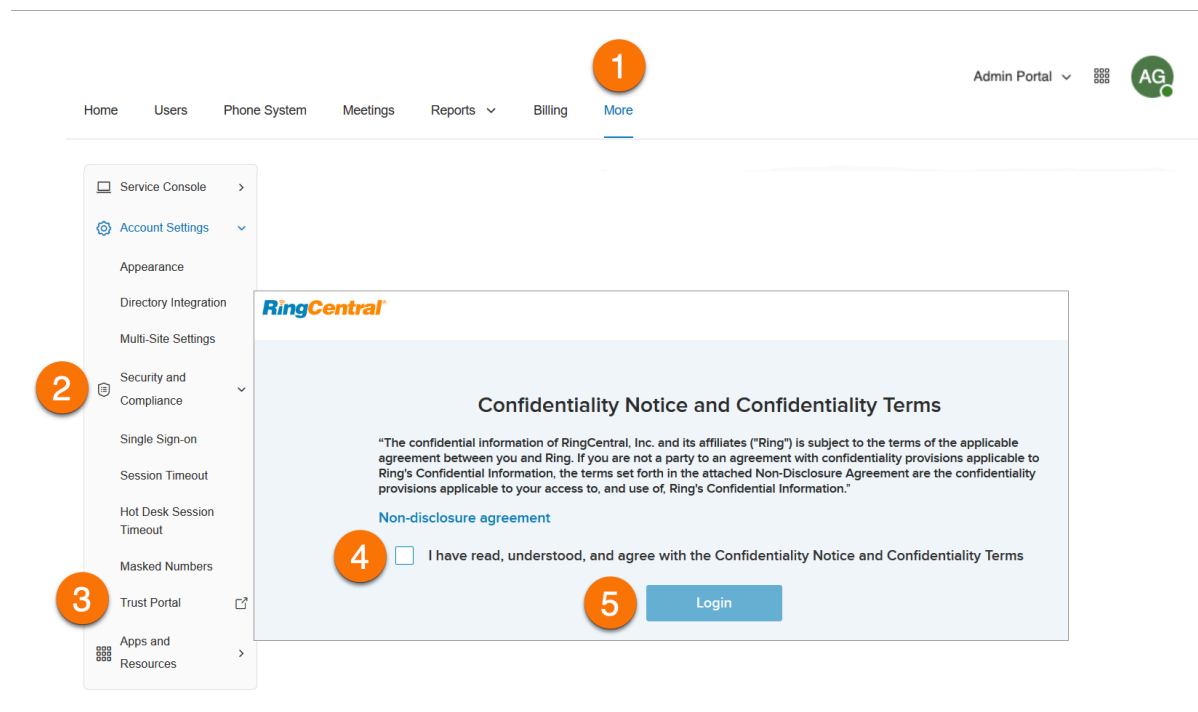 1
Admin Portal
AG
Home Users Phone System Meetings Reports Billing More
Service Console
Account Settings
Appearance
Directory Integration
Multi-Site Settings
2
Security and
Compliance
Single Sign-on
Session Timeout
Hot Desk Session
Timeout
Masked Numbers
3
Trust Portal
Apps and
Resources
RingCentral®
Confidentiality Notice and Confidentiality Terms
“The confidential information of RingCentral, Inc. and its affiliates ("Ring") is subject to the terms of the applicable
agreement between you and Ring. If you are not a party to an agreement with confidentiality provisions applicable to
Ring's Confidential Information, the terms set forth in the attached Non-Disclosure Agreement are the confidentiality
provisions applicable to your access to, and use of, Ring's Confidential Information."
Non-disclosure agreement
4
I have read, understood, and agree with the Confidentiality Notice and Confidentiality Terms
5
Login